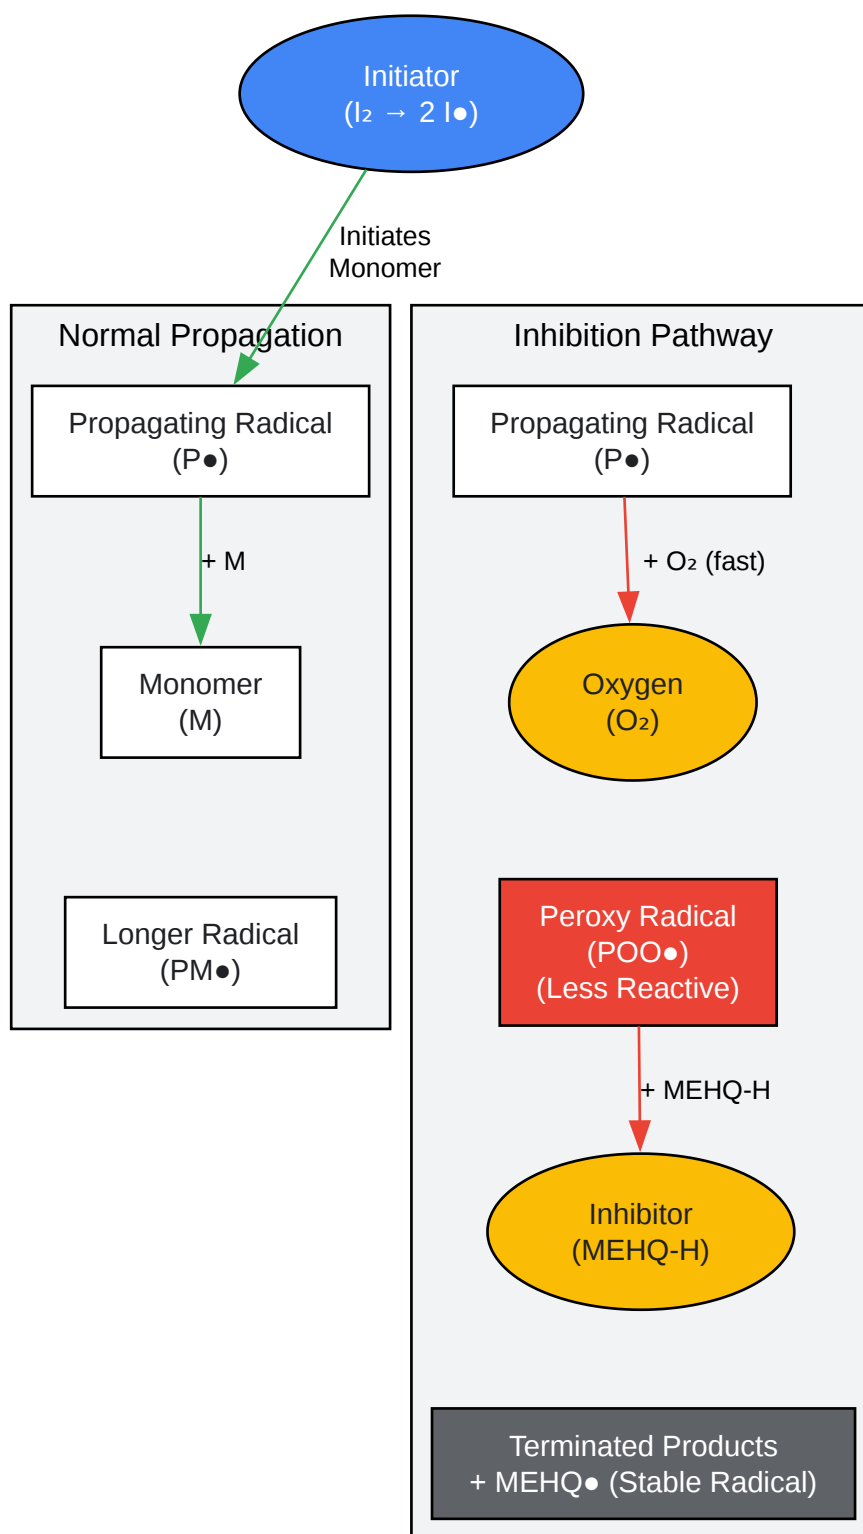 Initiator
(I₂ → 2 I●)
Initiates
Monomer
Normal Propagation
Propagating Radical
(P●)
+ M
Monomer
(M)
Longer Radical
(PM●)
Inhibition Pathway
Propagating Radical
(P●)
+ O₂ (fast)
Oxygen
(O₂)
Peroxy Radical
(POO●)
(Less Reactive)
+ MEHQ-H
Inhibitor
(MEHQ-H)
Terminated Products
+ MEHQ● (Stable Radical)